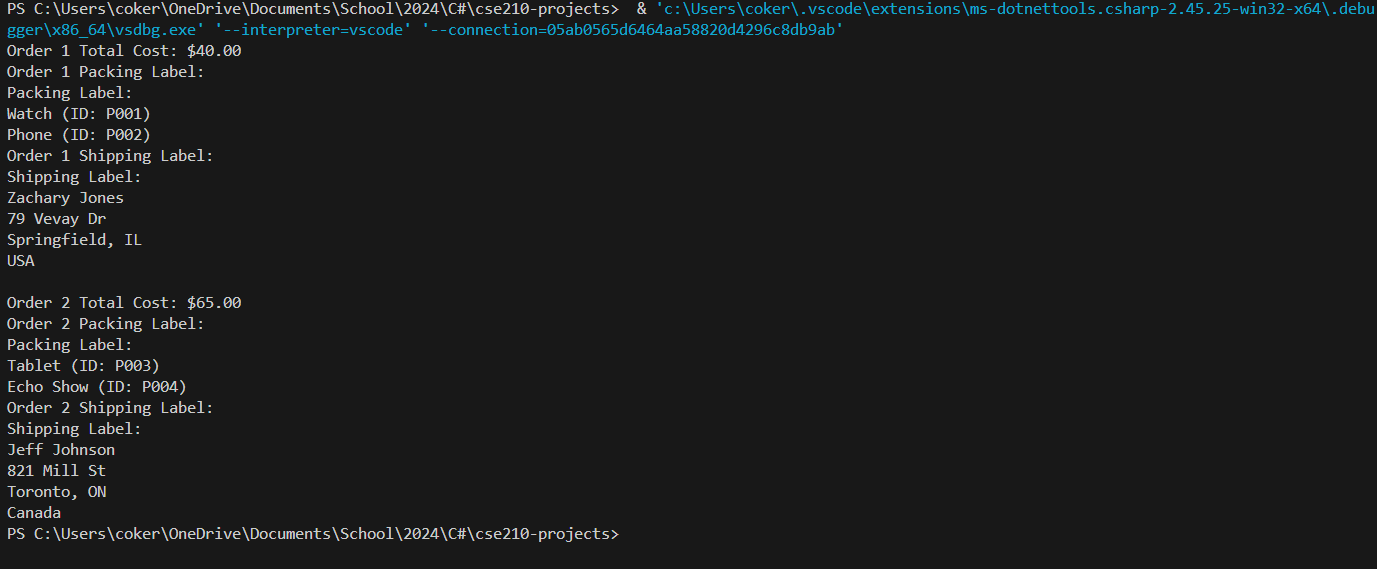 PS C:\Users\coker\OneDrive\Documents\School\2024\C#\cse210-projects>  & 'c:\Users\coker\.vscode\extensions\ms-dotnettools.csharp-2.45.25-win32-x64\.debu
gger\x86_64\vsdbg.exe' '--interpreter=vscode' '--connection=05ab0565d6464aa58820d4296c8db9ab'
Order 1 Total Cost: $40.00
Order 1 Packing Label:
Packing Label:
Watch (ID: P001)
Phone (ID: P002)
Order 1 Shipping Label:
Shipping Label:
Zachary Jones
79 Vevay Dr
Springfield, IL
USA

Order 2 Total Cost: $65.00
Order 2 Packing Label:
Packing Label:
Tablet (ID: P003)
Echo Show (ID: P004)
Order 2 Shipping Label:
Shipping Label:
Jeff Johnson
821 Mill St
Toronto, ON
Canada
PS C:\Users\coker\OneDrive\Documents\School\2024\C#\cse210-projects>